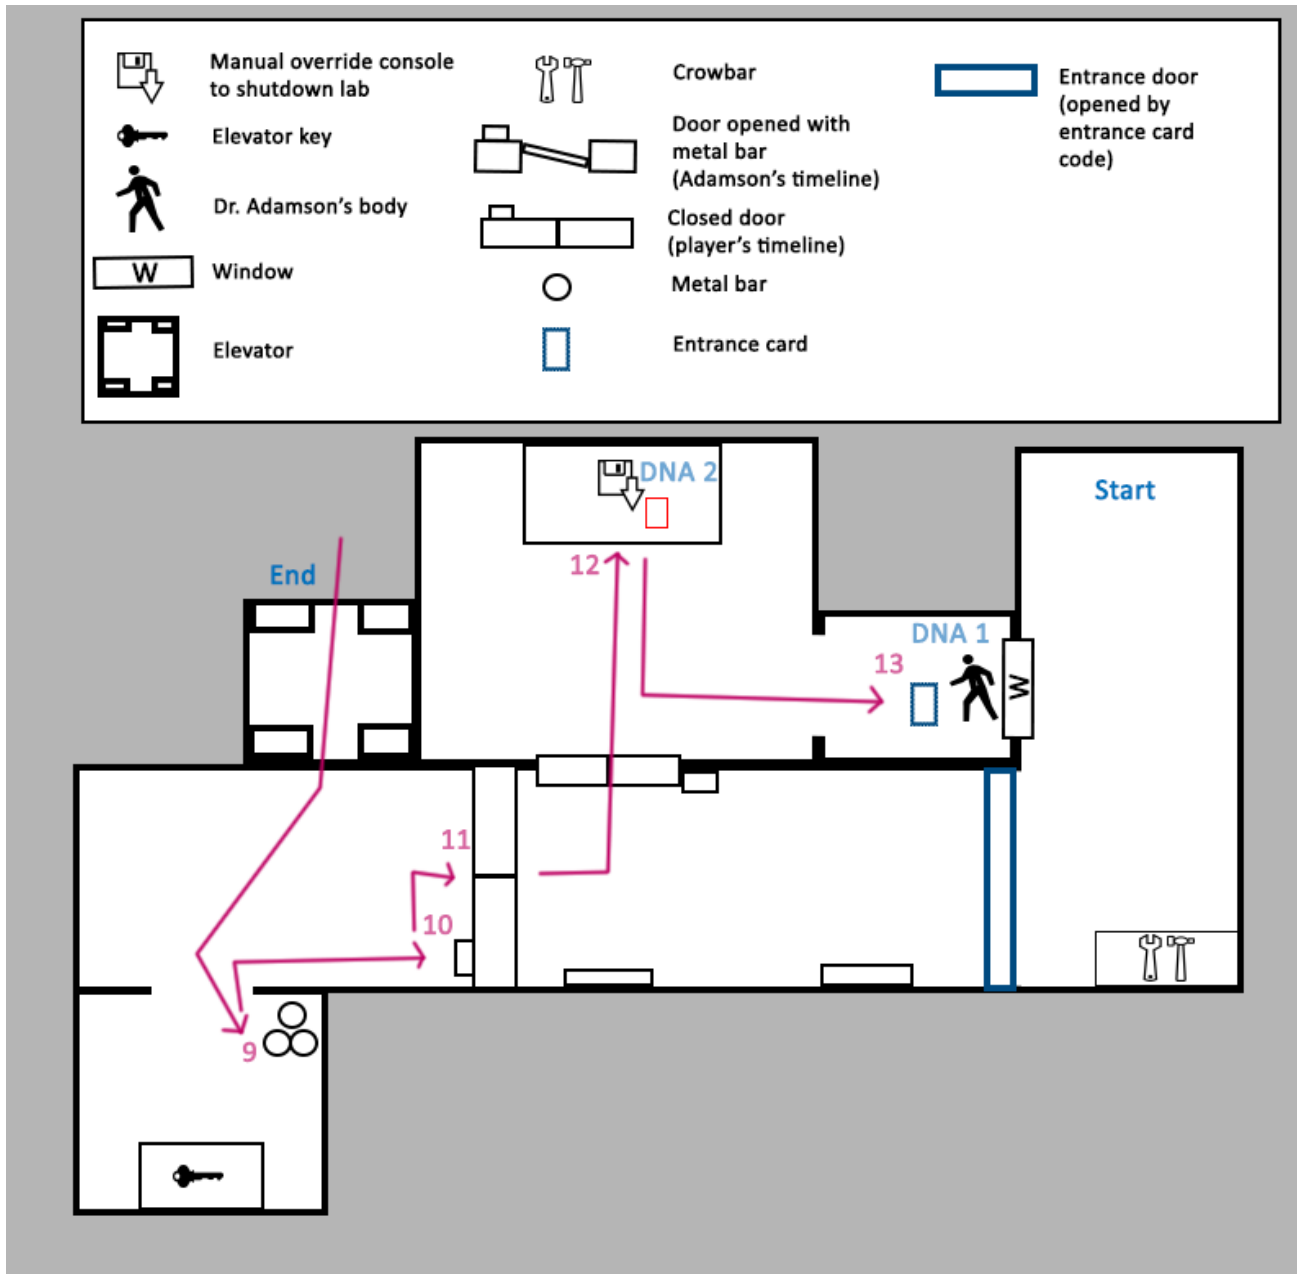 Manual override console
to shutdown lab
Elevator key
Dr. Adamson's body
W
Window
Elevator
Crowbar
Door opened with
metal bar
(Adamson's timeline)
Closed door
(player's timeline)
Metal bar
Entrance card
Entrance door
(opened by
entrance card
code)
DNA 2
Start
12
End
DNA 1
13
W
11
10
9